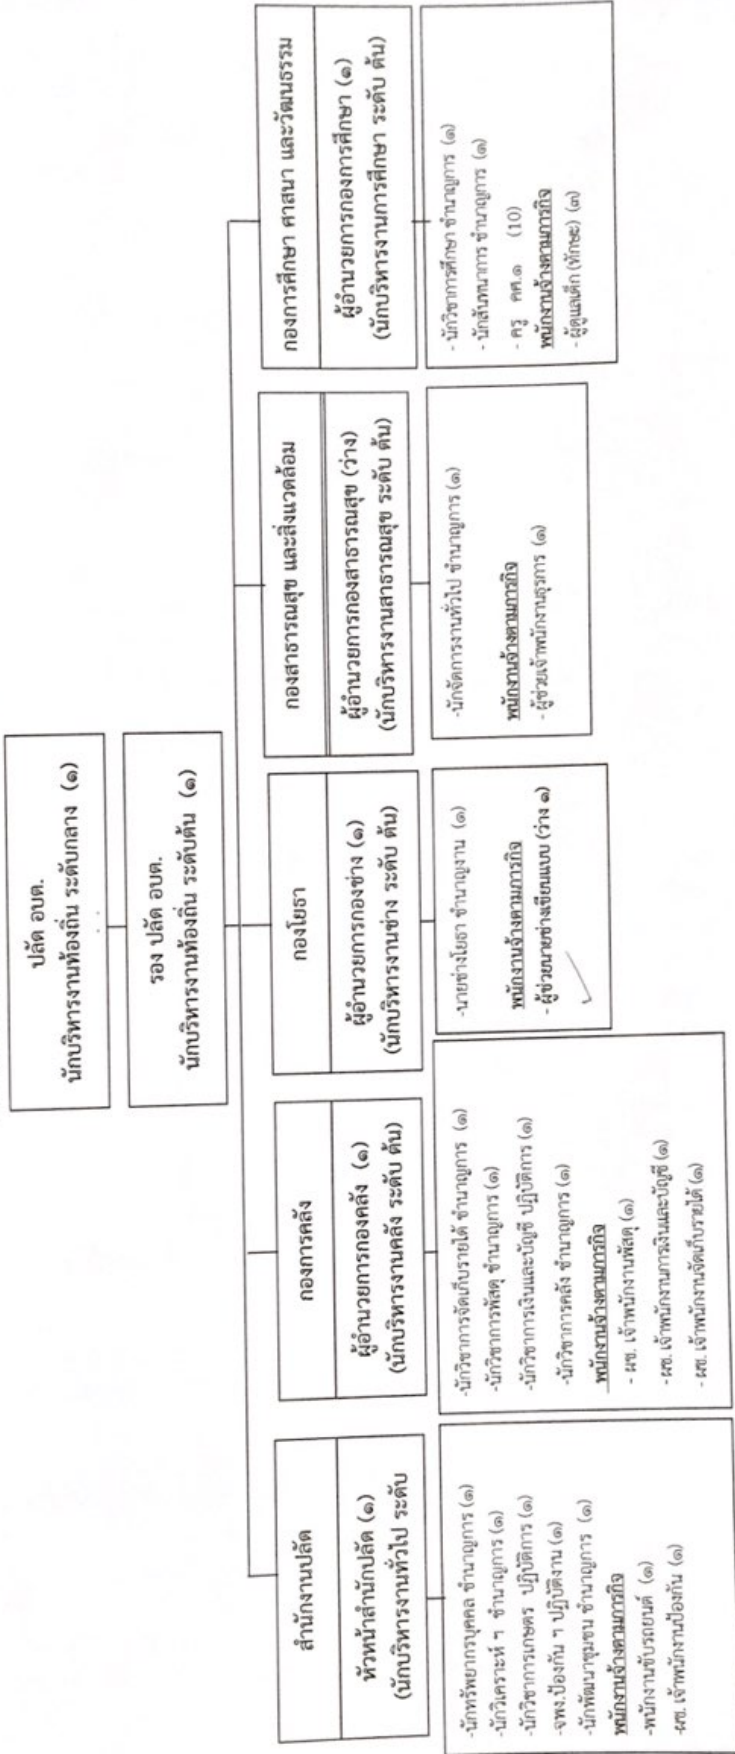 ปลัด อบต.
นักบริหารงานท้องถิ่น ระดับกลาง (๑)
รอง ปลัด อบต.
นักบริหารงานท้องถิ่น ระดับต้น (๑)
สำนักงานปลัด
หัวหน้าสำนักปลัด (๑)
(นักบริหารงานทั่วไป ระดับ
-นักทรัพยากรบุคคล ชำนาญการ (๑)
-นักวิเคราะห์ ฯ ชำนาญการ (๑)
-นักวิชาการเกษตร ปฏิบัติการ (๑)
-จพง.ป้องกัน ฯ ปฏิบัติงาน (๑)
-นักพัฒนาชุมชน ชำนาญการ (๑)
พนักงานจ้างตามภารกิจ
-พนักงานขับรถยนต์ (๑)
-ผช. เจ้าพนักงานป้องกัน (๑)
กองการคลัง
ผู้อำนวยการกองคลัง (๑)
(นักบริหารงานคลัง ระดับ ต้น)
-นักวิชาการจัดเก็บรายได้ ชำนาญการ (๑)
-นักวิชาการพัสดุ ชำนาญการ (๑)
-นักวิชาการเงินและบัญชี ปฏิบัติการ (๑)
-นักวิชาการคลัง ชำนาญการ (๑)
พนักงานจ้างตามภารกิจ
- ผช. เจ้าพนักงานพัสดุ (๑)
- ผช. เจ้าพนักงานการเงินและบัญชี (๑)
- ผช. เจ้าพนักงานจัดเก็บรายได้ (๑)
กองโยธา
ผู้อำนวยการกองช่าง (๑)
(นักบริหารงานช่าง ระดับ ต้น)
-นายช่างโยธา ชำนาญงาน (๑)
พนักงานจ้างตามภารกิจ
- ผู้ช่วยนายช่างเขียนแบบ (ว่าง ๑)
กองสาธารณสุข และสิ่งแวดล้อม
ผู้อำนวยการกองสาธารณสุข (ว่าง)
(นักบริหารงานสาธารณสุข ระดับ ต้น)
-นักจัดการงานทั่วไป ชำนาญการ (๑)
พนักงานจ้างตามภารกิจ
- ผู้ช่วยเจ้าพนักงานธุรการ (๑)
กองการศึกษา ศาสนา และวัฒนธรรม
ผู้อำนวยการกองการศึกษา (๑)
(นักบริหารงานการศึกษา ระดับ ต้น)
- นักวิชาการศึกษา ชำนาญการ (๑)
- นักสันทนาการ ชำนาญการ (๑)
- ครู คศ.๑ (10)
พนักงานจ้างตามภารกิจ
- ผู้ดูแลเด็ก (ทักษะ) (๓)